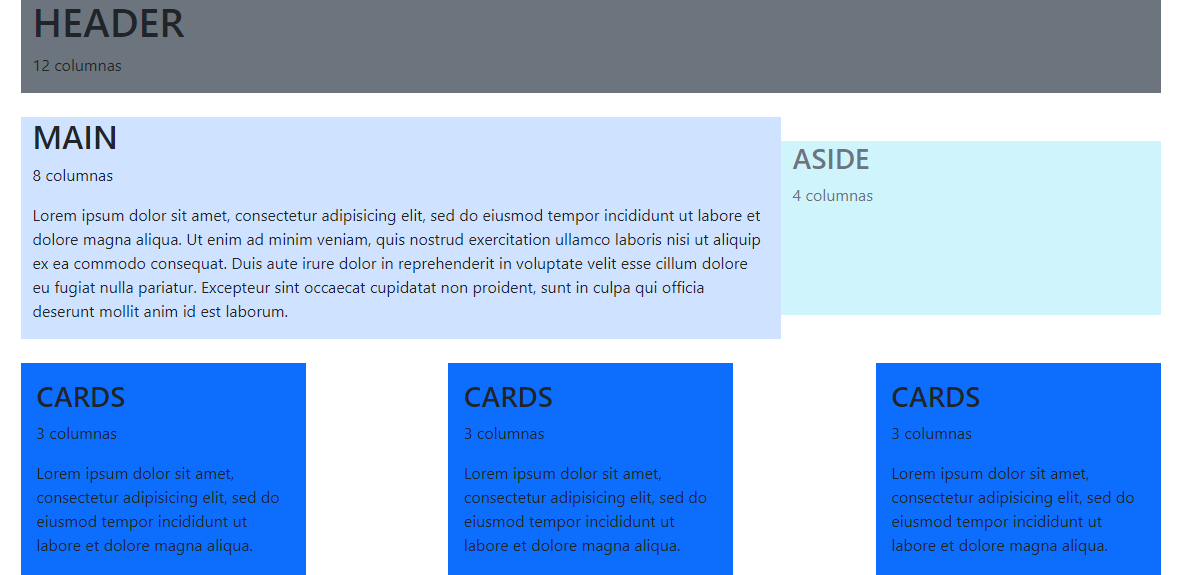 HEADER
12 columnas
MAIN
8 columnas
Lorem ipsum dolor sit amet, consectetur adipisicing elit, sed do eiusmod tempor incididunt ut labore et
dolore magna aliqua. Ut enim ad minim veniam, quis nostrud exercitation ullamco laboris nisi ut aliquip
ex ea commodo consequat. Duis aute irure dolor in reprehenderit in voluptate velit esse cillum dolore
eu fugiat nulla pariatur. Excepteur sint occaecat cupidatat non proident, sunt in culpa qui officia
deserunt mollit anim id est laborum.
ASIDE
4 columnas
CARDS
3 columnas
Lorem ipsum dolor sit amet,
consectetur adipisicing elit, sed do
eiusmod tempor incididunt ut
labore et dolore magna aliqua.
CARDS
3 columnas
Lorem ipsum dolor sit amet,
consectetur adipisicing elit, sed do
eiusmod tempor incididunt ut
labore et dolore magna aliqua.
CARDS
3 columnas
Lorem ipsum dolor sit amet,
consectetur adipisicing elit, sed do
eiusmod tempor incididunt ut
labore et dolore magna aliqua.